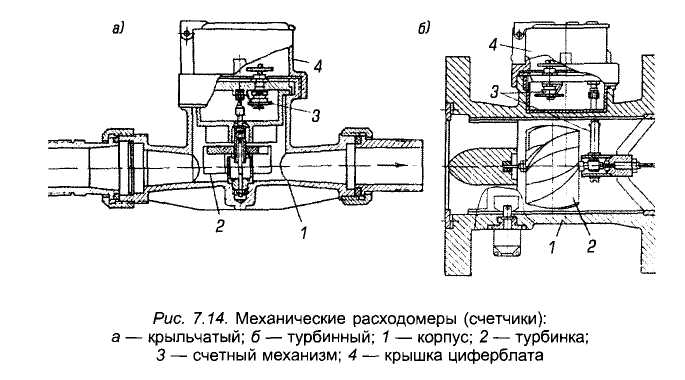 а)
б)
4
4
3
3
2
1
1
2
Рис. 7.14. Механические расходомеры (счетчики):
а — крыльчатый; б — турбинный; 1 — корпус; 2 — турбинка;
3 — счетный механизм; 4 — крышка циферблата